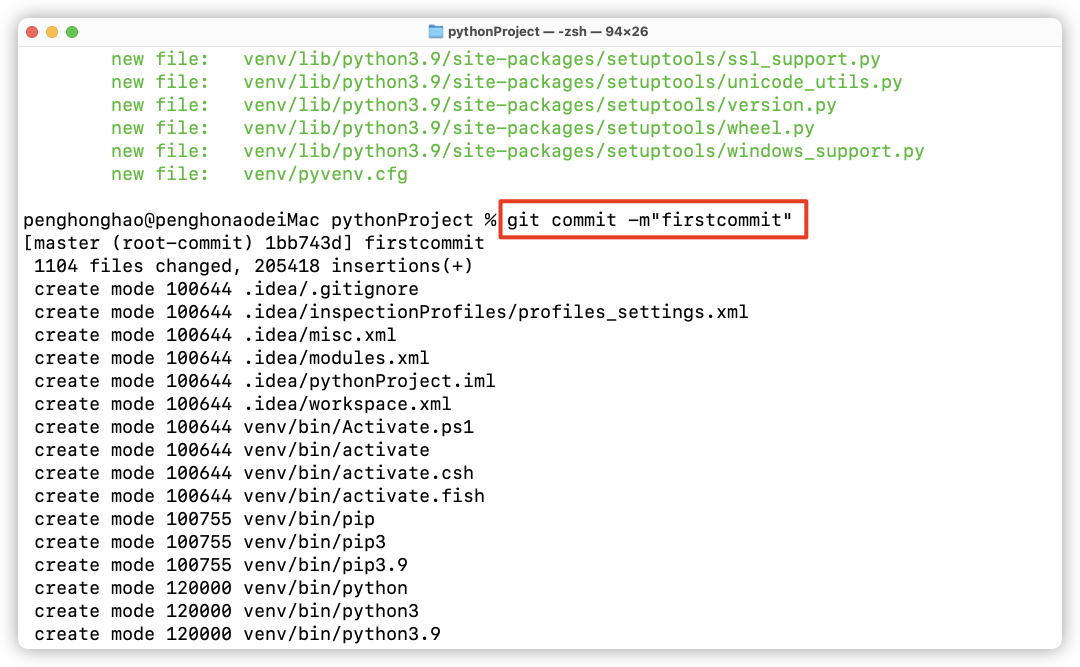 pythonProject — -zsh — 94×26
new file:   venv/lib/python3.9/site-packages/setuptools/ssl_support.py
new file:   venv/lib/python3.9/site-packages/setuptools/unicode_utils.py
new file:   venv/lib/python3.9/site-packages/setuptools/version.py
new file:   venv/lib/python3.9/site-packages/setuptools/wheel.py
new file:   venv/lib/python3.9/site-packages/setuptools/windows_support.py
new file:   venv/pyvenv.cfg
penghonghao@penghonaodeiMac pythonProject % git commit -m"firstcommit"
[master (root-commit) 1bb743d] firstcommit
1104 files changed, 205418 insertions(+)
create mode 100644 .idea/.gitignore
create mode 100644 .idea/inspectionProfiles/profiles_settings.xml
create mode 100644 .idea/misc.xml
create mode 100644 .idea/modules.xml
create mode 100644 .idea/pythonProject.iml
create mode 100644 .idea/workspace.xml
create mode 100644 venv/bin/Activate.ps1
create mode 100644 venv/bin/activate
create mode 100644 venv/bin/activate.csh
create mode 100644 venv/bin/activate.fish
create mode 100755 venv/bin/pip
create mode 100755 venv/bin/pip3
create mode 100755 venv/bin/pip3.9
create mode 120000 venv/bin/python
create mode 120000 venv/bin/python3
create mode 120000 venv/bin/python3.9